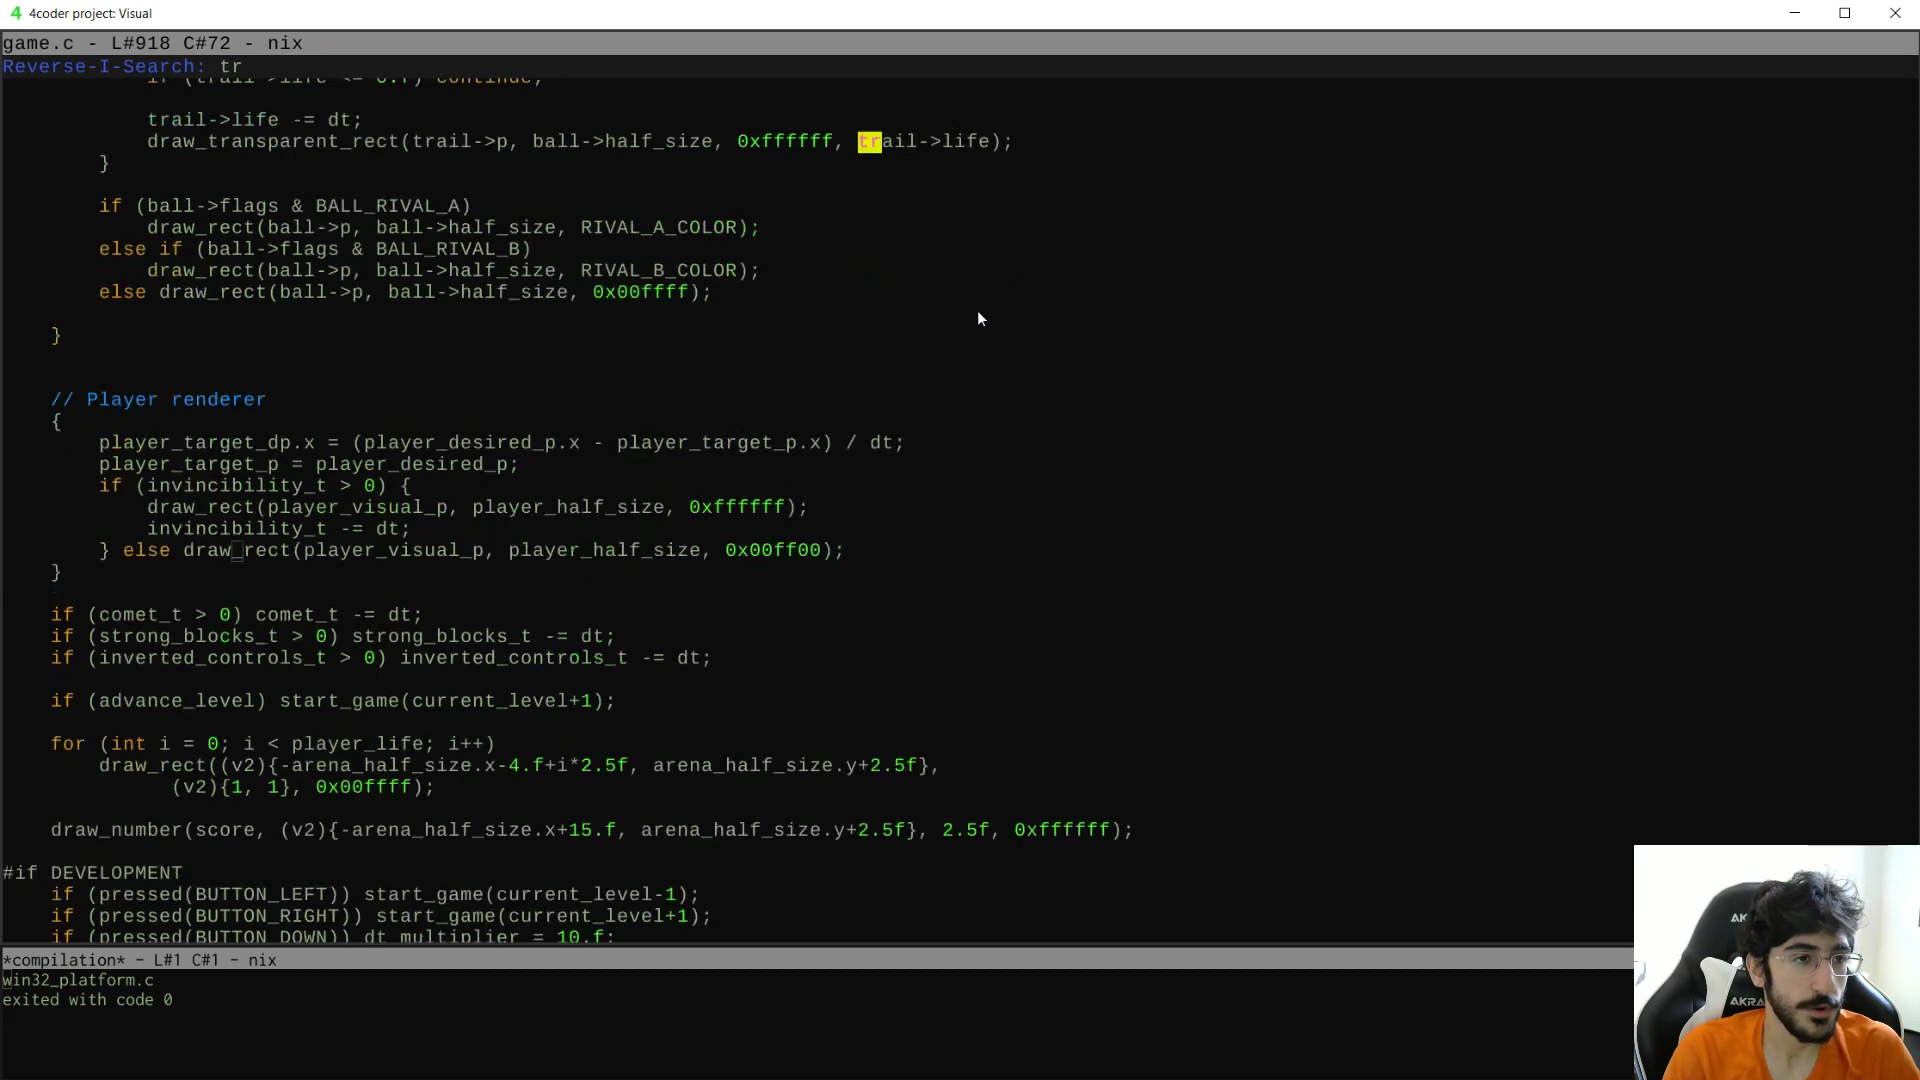 4 4coder project: Visual
game.c - L#918 C#72 - nix
Reverse-I-Search: tr
if (trail->life <= 0.f) continue;
trail->life -= dt;
draw_transparent_rect(trail->p, ball->half_size, 0xffffff, trail->life);
}
if (ball->flags & BALL_RIVAL_A)
draw_rect(ball->p, ball->half_size, RIVAL_A_COLOR);
else if (ball->flags & BALL_RIVAL_B)
draw_rect(ball->p, ball->half_size, RIVAL_B_COLOR);
else draw_rect(ball->p, ball->half_size, 0x00ffff);
}
// Player renderer
{
player_target_dp.x = (player_desired_p.x - player_target_p.x) / dt;
player_target_p = player_desired_p;
if (invincibility_t > 0) {
draw_rect(player_visual_p, player_half_size, 0xffffff);
invincibility_t -= dt;
} else draw_rect(player_visual_p, player_half_size, 0x00ff00);
}
if (comet_t > 0) comet_t -= dt;
if (strong_blocks_t > 0) strong_blocks_t -= dt;
if (inverted_controls_t > 0) inverted_controls_t -= dt;
if (advance_level) start_game(current_level+1);
for (int i = 0; i < player_life; i++)
draw_rect((v2){-arena_half_size.x-4.f+i*2.5f, arena_half_size.y+2.5f},
(v2){1, 1}, 0x00ffff);
draw_number(score, (v2){-arena_half_size.x+15.f, arena_half_size.y+2.5f}, 2.5f, 0xffffff);
#if DEVELOPMENT
if (pressed(BUTTON_LEFT)) start_game(current_level-1);
if (pressed(BUTTON_RIGHT)) start_game(current_level+1);
if (pressed(BUTTON_DOWN)) dt_multiplier = 10.f;
*compilation* - L#1 C#1 - nix
win32_platform.c
exited with code 0
AKRA